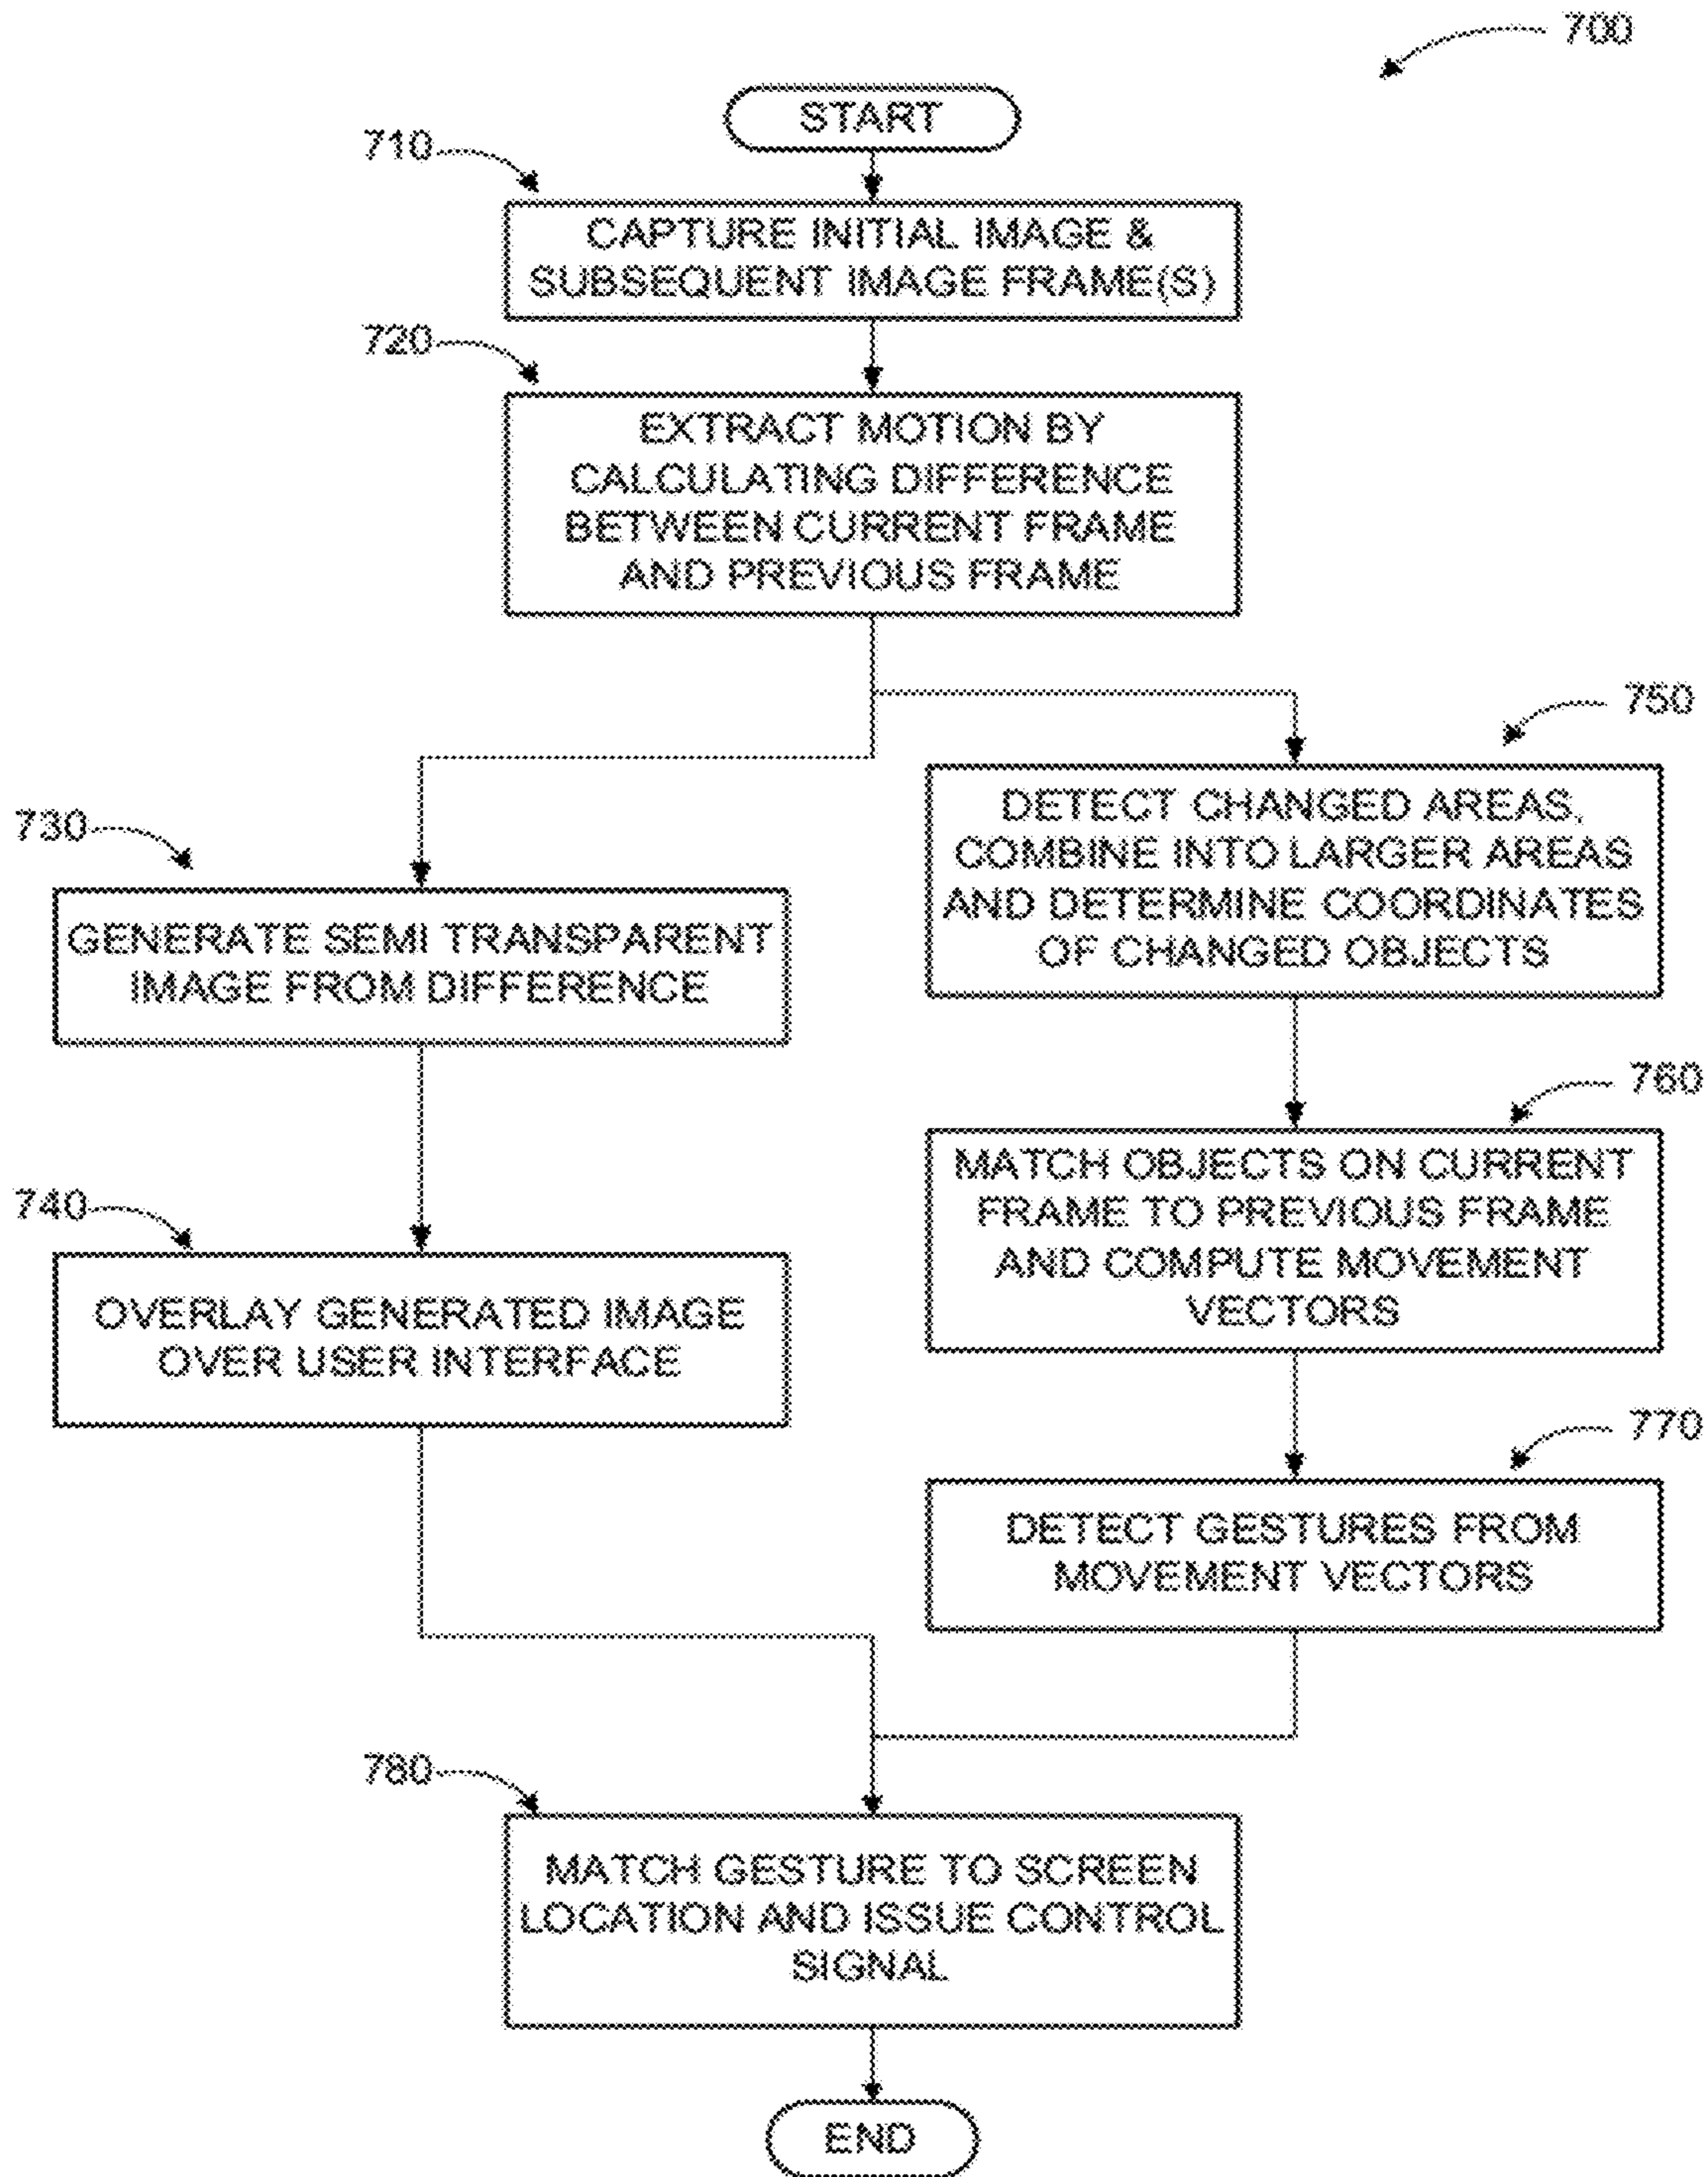 700
START
710
CAPTURE INITIAL IMAGE &
SUBSEQUENT IMAGE FRAME(S)
720
EXTRACT MOTION BY
CALCULATING DIFFERENCE
BETWEEN CURRENT FRAME
AND PREVIOUS FRAME
730
GENERATE SEMI TRANSPARENT
IMAGE FROM DIFFERENCE
740
OVERLAY GENERATED IMAGE
OVER USER INTERFACE
750
DETECT CHANGED AREAS,
COMBINE INTO LARGER AREAS
AND DETERMINE COORDINATES
OF CHANGED OBJECTS
760
MATCH OBJECTS ON CURRENT
FRAME TO PREVIOUS FRAME
AND COMPUTE MOVEMENT
VECTORS
770
DETECT GESTURES FROM
MOVEMENT VECTORS
780
MATCH GESTURE TO SCREEN
LOCATION AND ISSUE CONTROL
SIGNAL
END